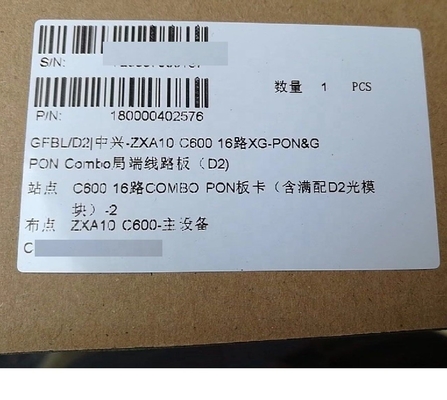 S/N:
数量 1 PCS
P/N: 180000402576
GFBL/D2|中兴-ZXA10 C600 16路XG-PON&G
PON Combo局端线路板（D2）
站点 C600 16路COMBO PON板卡（含满配D2光模
块）-2
布点 ZXA10 C600-主设备
C